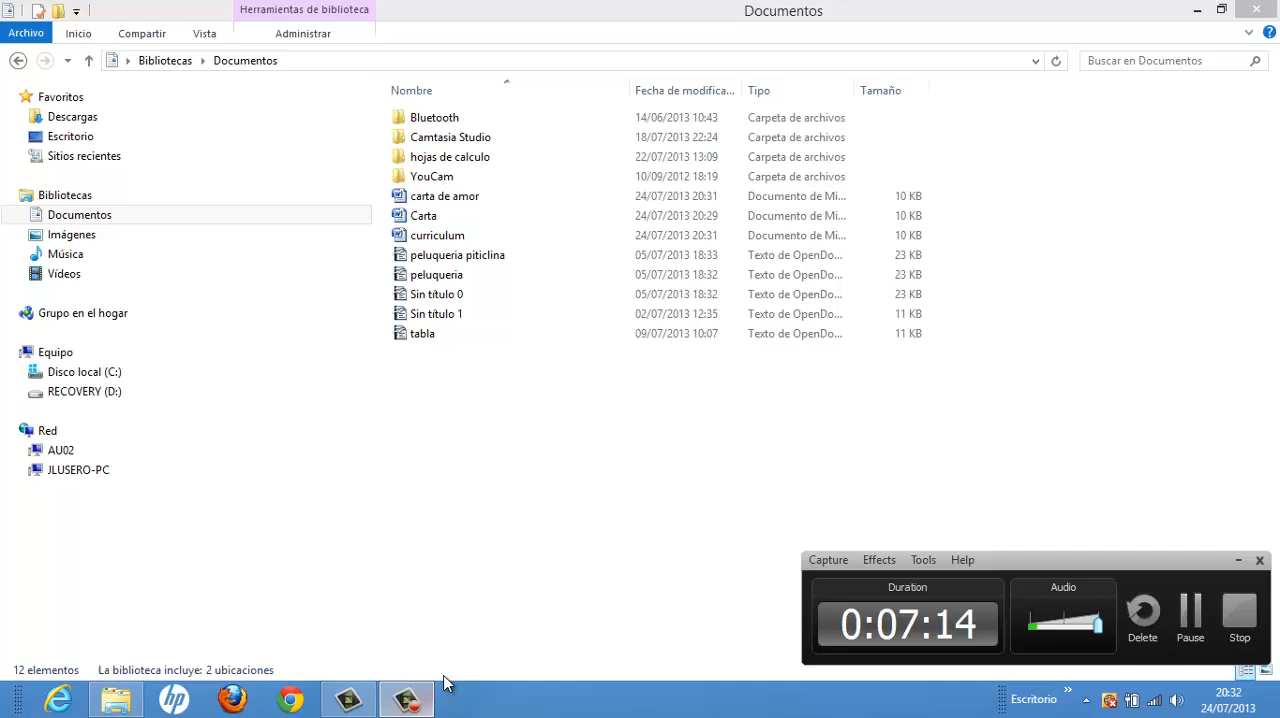 Herramientas de biblioteca
Documentos
Archivo Inicio Compartir Vista Administrar
Bibliotecas Documentos
Buscar en Documentos
Favoritos
Descargas
Escritorio
Sitios recientes
Bibliotecas
Documentos
Imágenes
Música
Vídeos
Grupo en el hogar
Equipo
Disco local (C:)
RECOVERY (D:)
Red
AU02
JLUSERO-PC
Nombre Fecha de modifica... Tipo Tamaño
Bluetooth 14/06/2013 10:43 Carpeta de archivos
Camtasia Studio 18/07/2013 22:24 Carpeta de archivos
hojas de calculo 22/07/2013 13:09 Carpeta de archivos
YouCam 10/09/2012 18:19 Carpeta de archivos
carta de amor 24/07/2013 20:31 Documento de Mi... 10 KB
Carta 24/07/2013 20:29 Documento de Mi... 10 KB
curriculum 24/07/2013 20:31 Documento de Mi... 10 KB
peluqueria piticlina 05/07/2013 18:33 Texto de OpenDo... 23 KB
peluqueria 05/07/2013 18:32 Texto de OpenDo... 23 KB
Sin título 0 05/07/2013 18:32 Texto de OpenDo... 23 KB
Sin título 1 02/07/2013 12:35 Texto de OpenDo... 11 KB
tabla 09/07/2013 10:07 Texto de OpenDo... 11 KB
Capture Effects Tools Help
Duration
0:07:14
Audio
Delete Pause Stop
12 elementos La biblioteca incluye: 2 ubicaciones
hp
Escritorio
20:32
24/07/2013